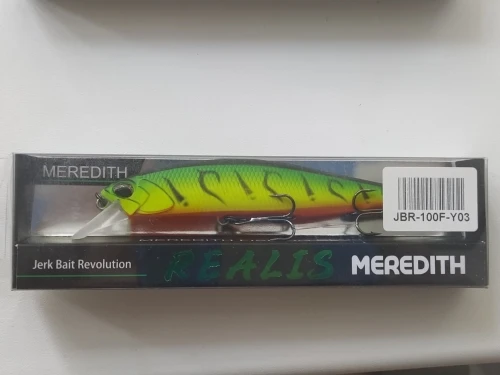 MEREDITH
JBR-100F-Y03
Jerk Bait Revolution
REALIS
MEREDITH